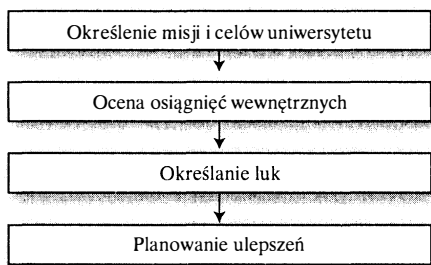 Określenie misji i celów uniwersytetu
Ocena osiągnięć wewnętrznych
Określanie luk
Planowanie ulepszeń